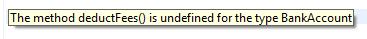 The method deductFees() is undefined for the type BankAccount